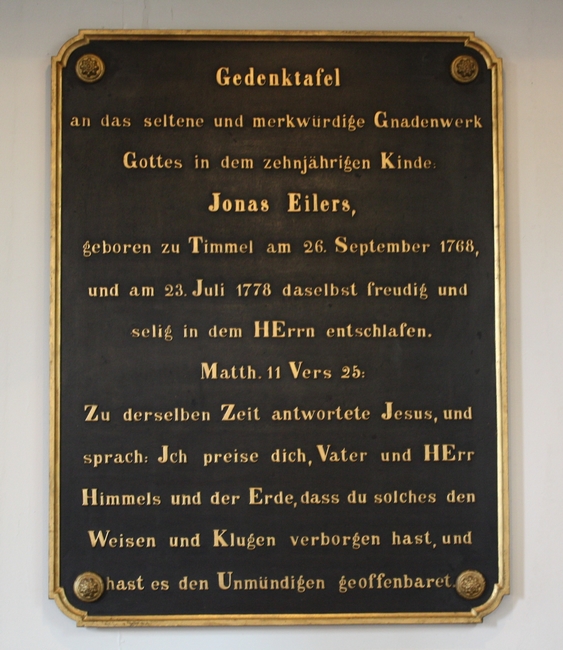 Gedenktafel
an das seltene und merkwürdige Gnadenwerk
Gottes in dem zehnjährigen Kinde:
Jonas Eilers,
geboren zu Timmel am 26. September 1768,
und am 23. Juli 1778 daselbst freudig und
selig in dem HErrn entschlafen.
Matth. 11 Vers 25:
Zu derselben Zeit antwortete Jesus, und
sprach: Jch preise dich, Vater und HErr
Himmels und der Erde, dass du solches den
Weisen und Klugen verborgen hast, und
hast es den Unmündigen geoffenbaret.